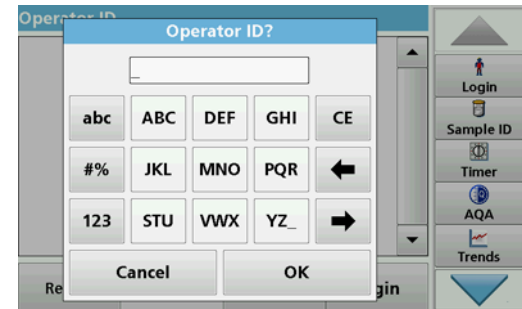 Operator ID
Operator ID?
_
abc ABC DEF GHI CE
#% JKL MNO PQR
123 STU VWX YZ_
Cancel OK
Re gin
Login
Sample ID
Timer
AQA
Trends